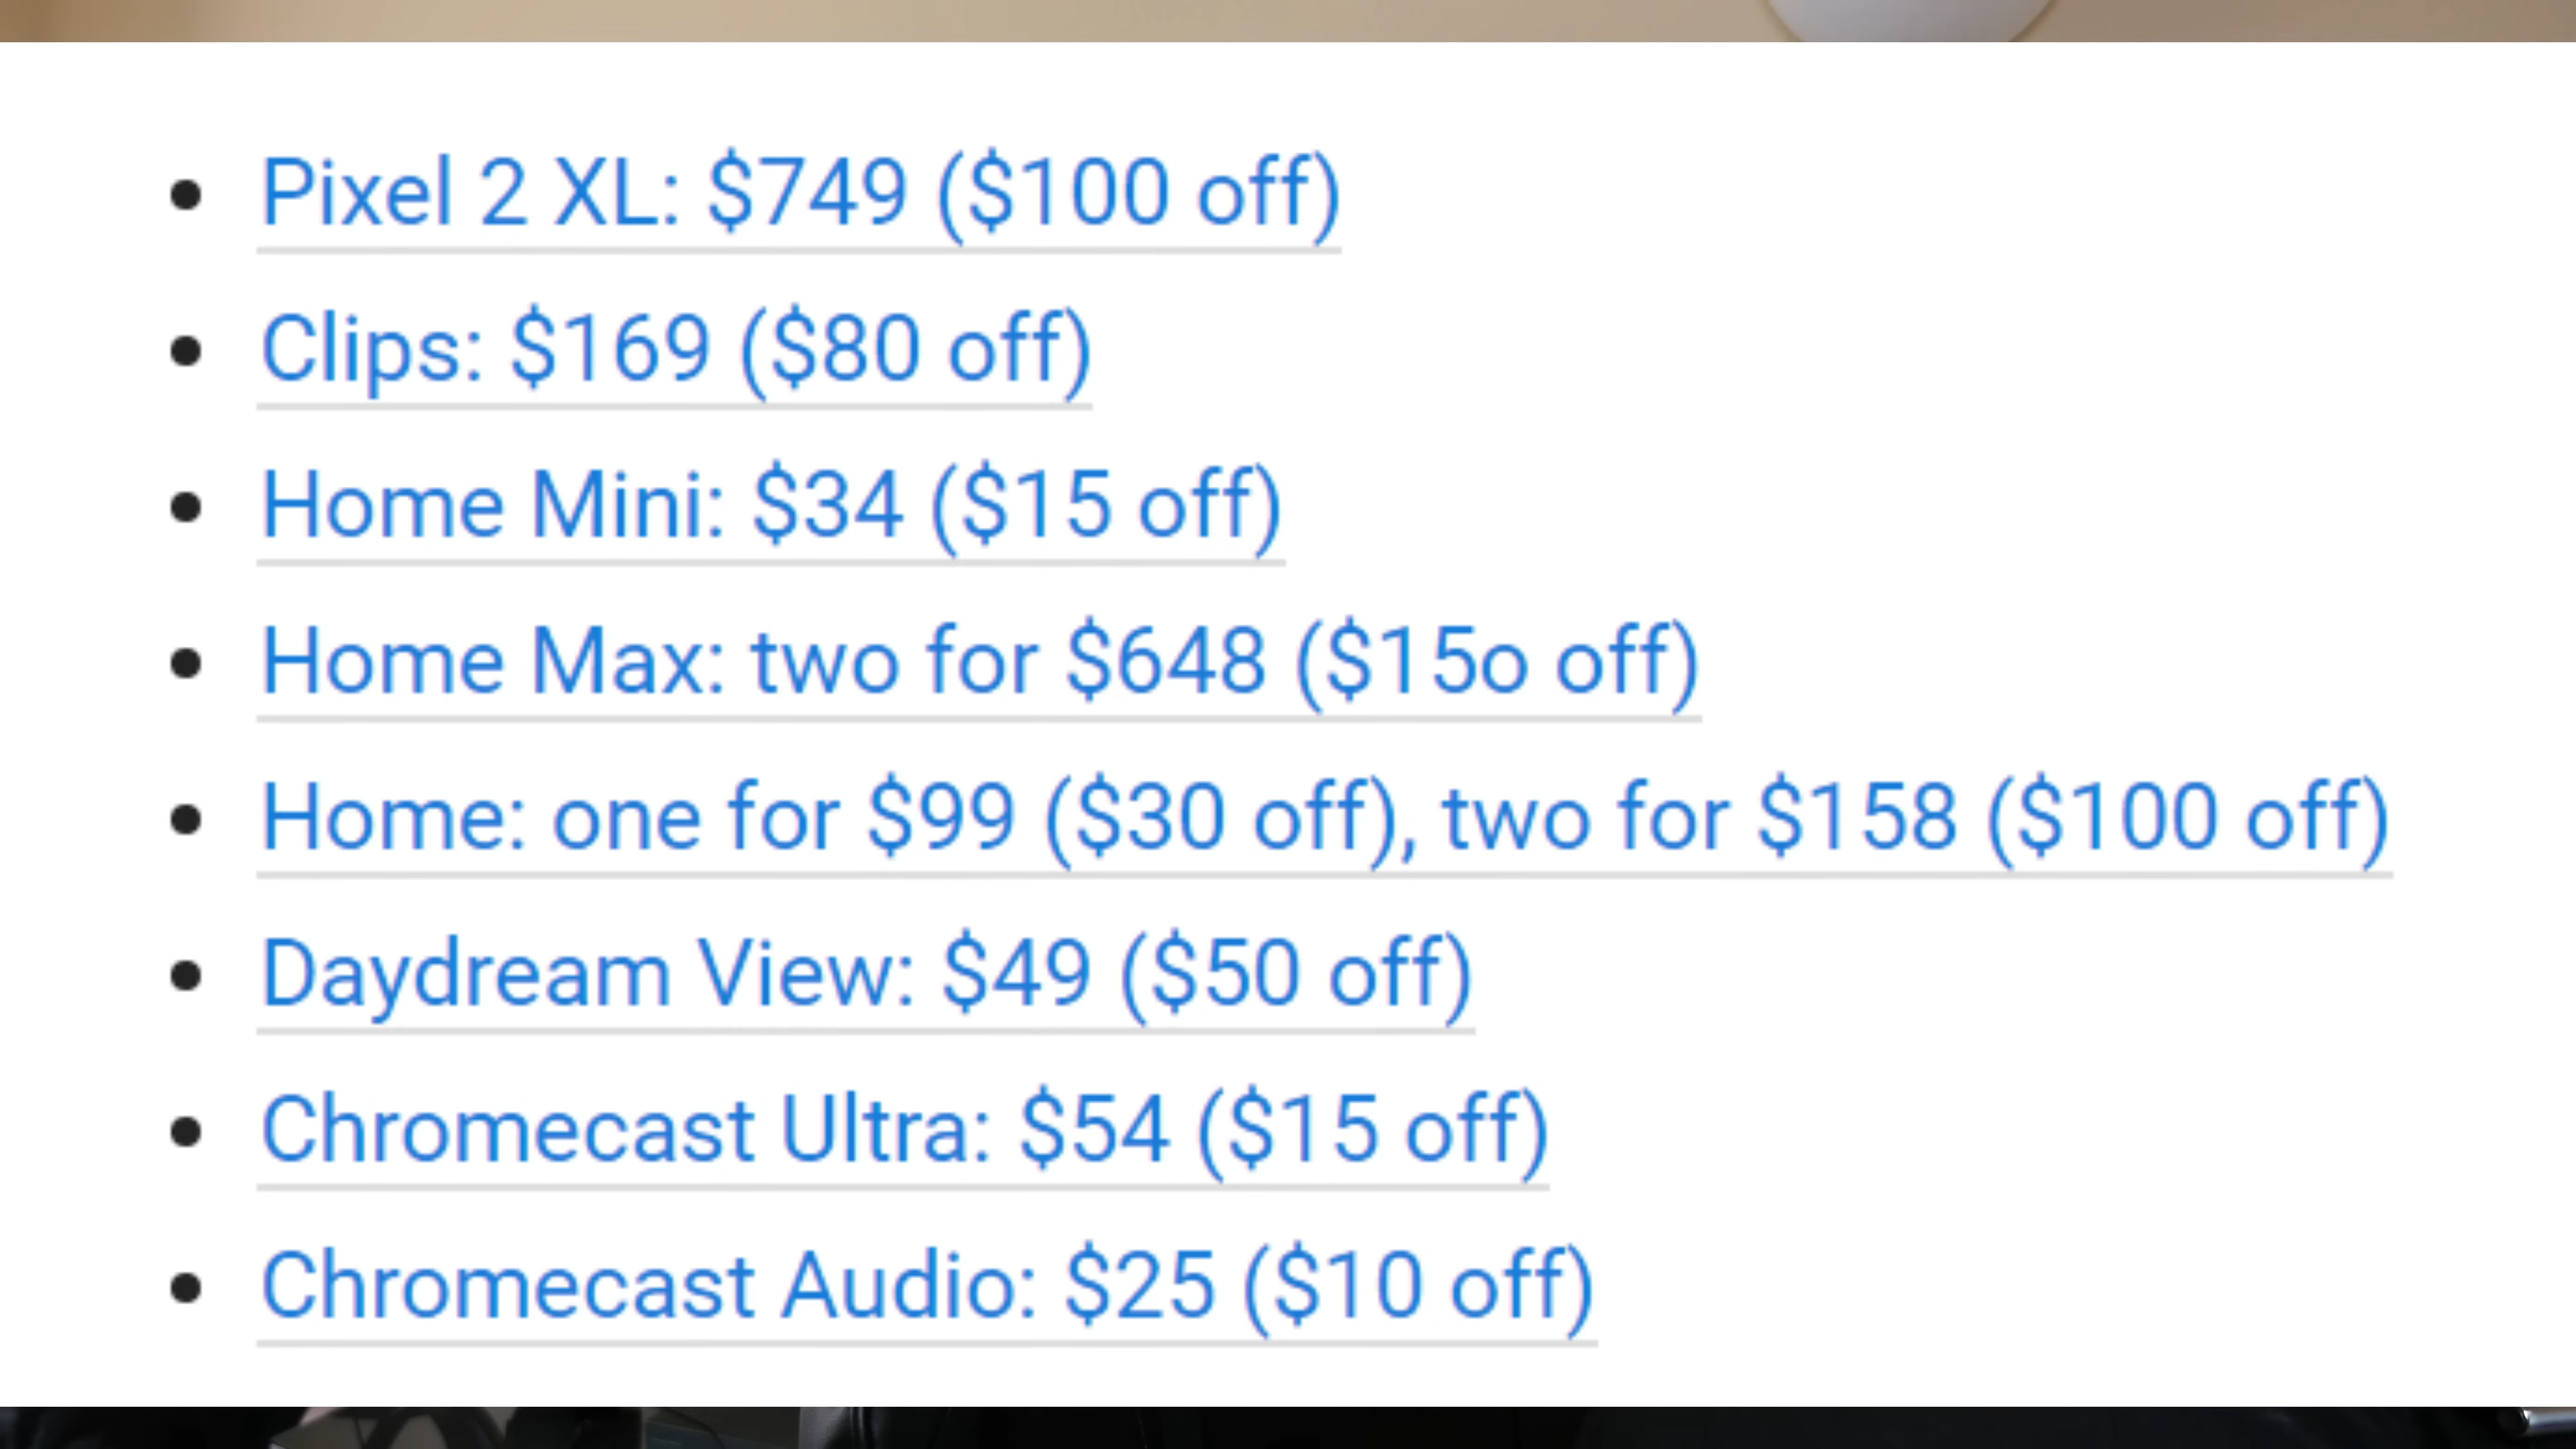 Pixel 2 XL: $749 ($100 off)
Clips: $169 ($80 off)
Home Mini: $34 ($15 off)
Home Max: two for $648 ($15o off)
Home: one for $99 ($30 off), two for $158 ($100 off)
Daydream View: $49 ($50 off)
Chromecast Ultra: $54 ($15 off)
Chromecast Audio: $25 ($10 off)